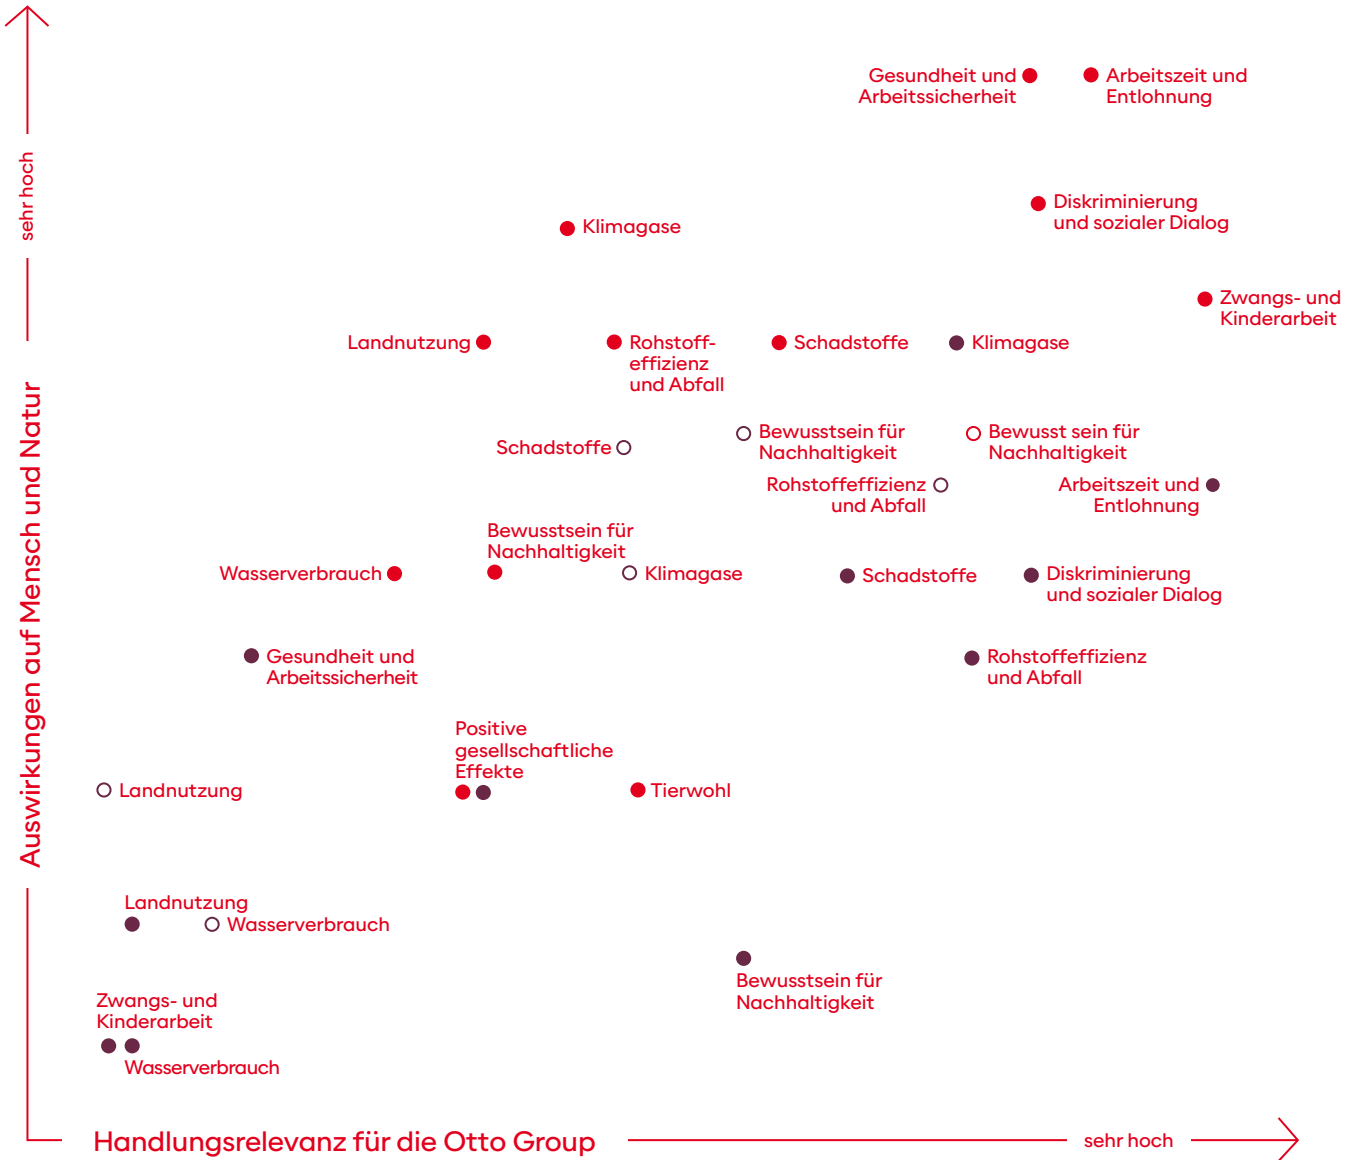 Gesundheit und
Arbeitssicherheit
Arbeitszeit und
Entlohnung
sehr hoch
Diskriminierung
und sozialer Dialog
Klimagase
Zwangs- und
Kinderarbeit
Landnutzung
Rohstoff-
effizienz
und Abfall
Schadstoffe
Klimagase
Auswirkungen auf Mensch und Natur
Schadstoffe
Bewusstsein für
Nachhaltigkeit
Bewusst sein für
Nachhaltigkeit
Rohstoffeffizienz
und Abfall
Arbeitszeit und
Entlohnung
Bewusstsein für
Nachhaltigkeit
Wasserverbrauch
Klimagase
Schadstoffe
Diskriminierung
und sozialer Dialog
Gesundheit und
Arbeitssicherheit
Rohstoffeffizienz
und Abfall
Positive
gesellschaftliche
Effekte
Landnutzung
Tierwohl
Landnutzung
Wasserverbrauch
Bewusstsein für
Nachhaltigkeit
Zwangs- und
Kinderarbeit
Wasserverbrauch
Handlungsrelevanz für die Otto Group
sehr hoch